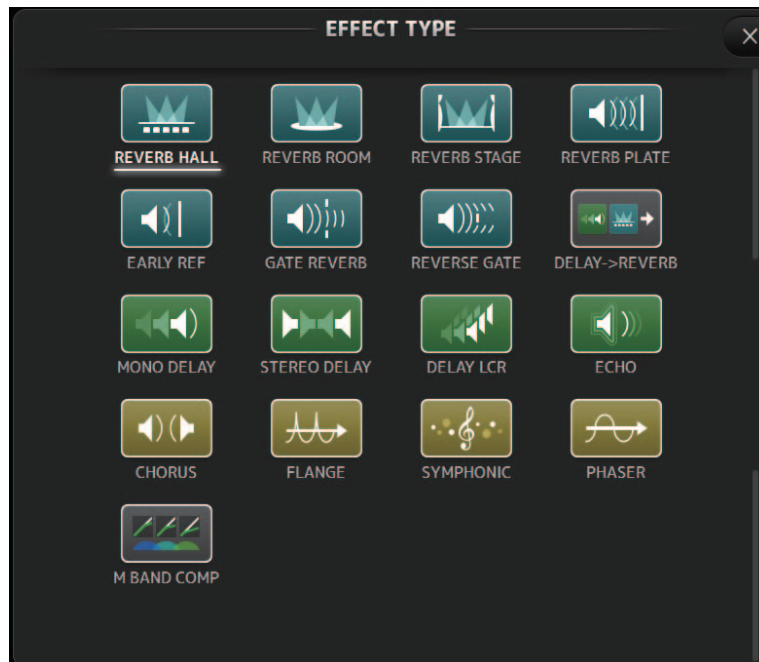 EFFECT TYPE
REVERB HALL
REVERB ROOM
REVERB STAGE
REVERB PLATE
EARLY REF
GATE REVERB
REVERSE GATE
DELAY->REVERB
MONO DELAY
STEREO DELAY
DELAY LCR
ECHO
CHORUS
FLANGE
SYMPHONIC
PHASER
M BAND COMP